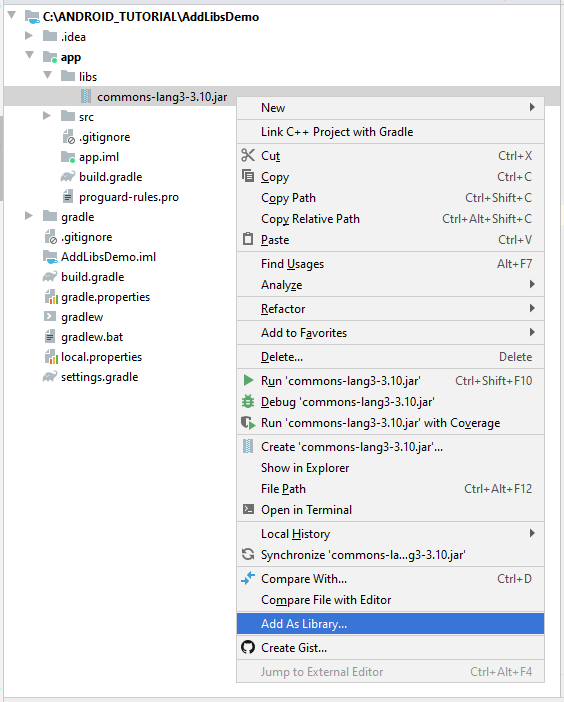 C:\ANDROID_TUTORIAL\AddLibsDemo
.idea
app
libs
commons-lang3-3.10.jar
src
.gitignore
app.iml
build.gradle
proguard-rules.pro
gradle
.gitignore
AddLibsDemo.iml
build.gradle
gradle.properties
gradlew
gradlew.bat
local.properties
settings.gradle
New
Link C++ Project with Gradle
Cut Ctrl+X
Copy Ctrl+C
Copy Path Ctrl+Shift+C
Copy Relative Path Ctrl+Alt+Shift+C
Paste Ctrl+V
Find Usages Alt+F7
Analyze
Refactor
Add to Favorites
Delete... Delete
Run 'commons-lang3-3.10.jar' Ctrl+Shift+F10
Debug 'commons-lang3-3.10.jar'
Run 'commons-lang3-3.10.jar' with Coverage
Create 'commons-lang3-3.10.jar'...
Show in Explorer
File Path Ctrl+Alt+F12
Open in Terminal
Local History
Synchronize 'commons-la...g3-3.10.jar'
Compare With... Ctrl+D
Compare File with Editor
Add As Library...
Create Gist...
Jump to External Editor Ctrl+Alt+F4